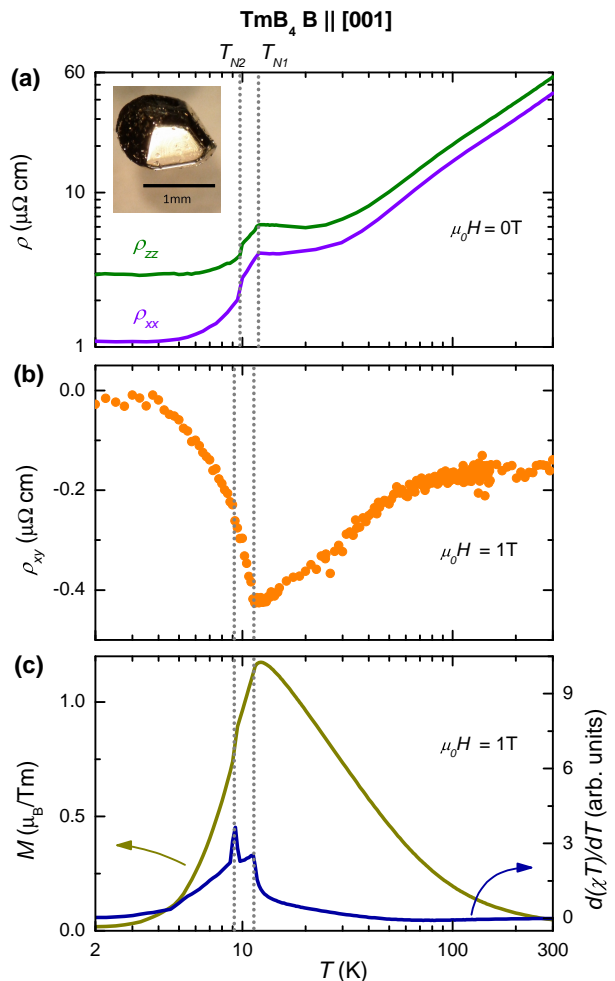 TmB4 B || [001]
TN2 TN1
(a)
60
10
1
ρ (μΩ cm)
1mm
μ0H = 0T
ρzz
ρxx
(b)
0.0
-0.2
-0.4
ρxy (μΩ cm)
μ0H = 1T
(c)
1.0
0.5
0.0
M (μB/Tm)
μ0H = 1T
9
6
3
0
d(χT)/dT (arb. units)
2 10 100 300
T (K)